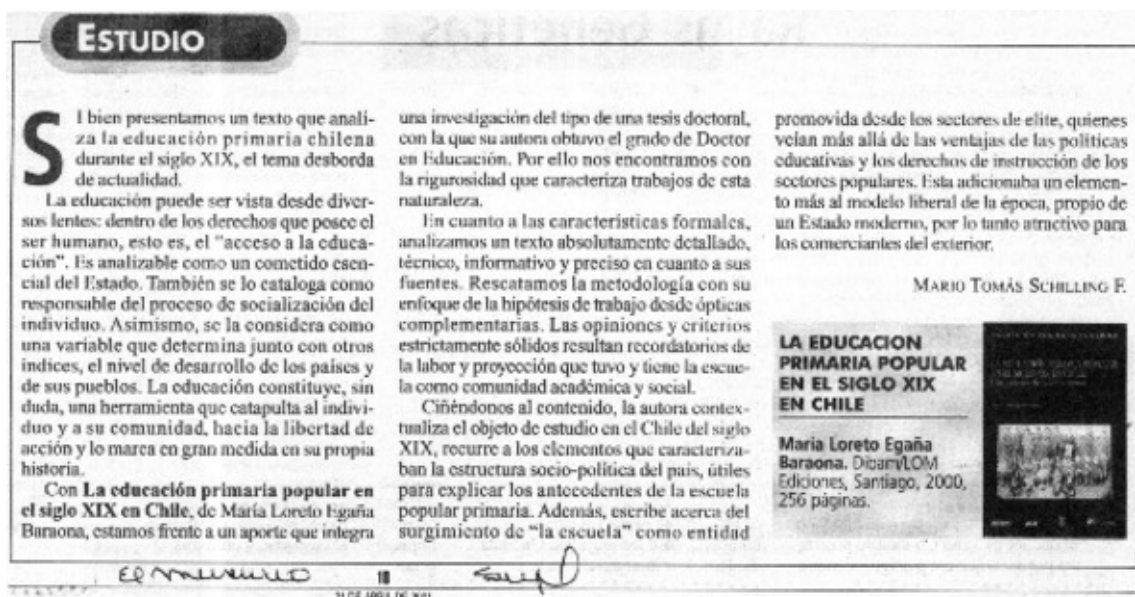 ESTUDIO
SI bien presentamos un texto que anali-
za la educación primaria chilena
durante el siglo XIX, el tema desborda
de actualidad.
La educación puede ser vista desde diver-
sos lentes: dentro de los derechos que posee el
ser humano, esto es, el "acceso a la educa-
ción". Es analizable como un cometido esen-
cial del Estado. También se lo cataloga como
responsable del proceso de socialización del
individuo. Asimismo, se la considera como
una variable que determina junto con otros
índices, el nivel de desarrollo de los países y
de sus pueblos. La educación constituye, sin
duda, una herramienta que catapulta al indivi-
duo y a su comunidad, hacia la libertad de
acción y lo marca en gran medida en su propia
historia.
Con La educación primaria popular en
el siglo XIX en Chile, de María Loreto Egaña
Baraona, estamos frente a un aporte que integra
una investigación del tipo de una tesis doctoral,
con la que su autora obtuvo el grado de Doctor
en Educación. Por ello nos encontramos con
la rigurosidad que caracteriza trabajos de esta
naturaleza.
En cuanto a las características formales,
analizamos un texto absolutamente detallado,
técnico, informativo y preciso en cuanto a sus
fuentes. Rescatamos la metodología con su
enfoque de la hipótesis de trabajo desde ópticas
complementarias. Las opiniones y criterios
estrictamente sólidos resultan recordatorios de
la labor y proyección que tuvo y tiene la escue-
la como comunidad académica y social.
Ciñéndonos al contenido, la autora contex-
tualiza el objeto de estudio en el Chile del siglo
XIX, recurre a los elementos que caracteriza-
ban la estructura socio-política del país, útiles
para explicar los antecedentes de la escuela
popular primaria. Además, escribe acerca del
surgimiento de "la escuela" como entidad
promovida desde los sectores de elite, quienes
veían más allá de las ventajas de las políticas
educativas y los derechos de instrucción de los
sectores populares. Esta adicionaba un elemen-
to más al modelo liberal de la época, propio de
un Estado moderno, por lo tanto atractivo para
los comerciantes del exterior.
MARIO TOMÁS SCHILLING F.
LA EDUCACION
PRIMARIA POPULAR
EN EL SIGLO XIX
EN CHILE
María Loreto Egaña
Baraona. Dibam/LOM
Ediciones, Santiago, 2000,
256 páginas.
El Mercurio